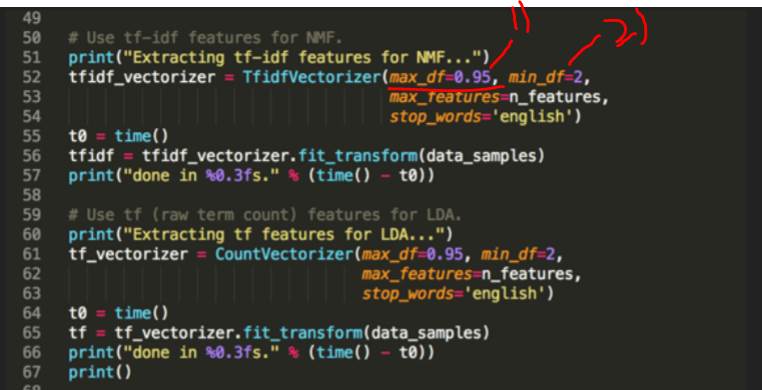 49
50 # Use tf-idf features for NMF.
51 print("Extracting tf-idf features for NMF...")
52 tfidf_vectorizer = TfidfVectorizer(max_df=0.95, min_df=2,
53 max_features=n_features,
54 stop_words='english')
55 t0 = time()
56 tfidf = tfidf_vectorizer.fit_transform(data_samples)
57 print("done in %0.3fs." % (time() - t0))
58
59 # Use tf (raw term count) features for LDA.
60 print("Extracting tf features for LDA...")
61 tf_vectorizer = CountVectorizer(max_df=0.95, min_df=2,
62 max_features=n_features,
63 stop_words='english')
64 t0 = time()
65 tf = tf_vectorizer.fit_transform(data_samples)
66 print("done in %0.3fs." % (time() - t0))
67 print()
1) 2)